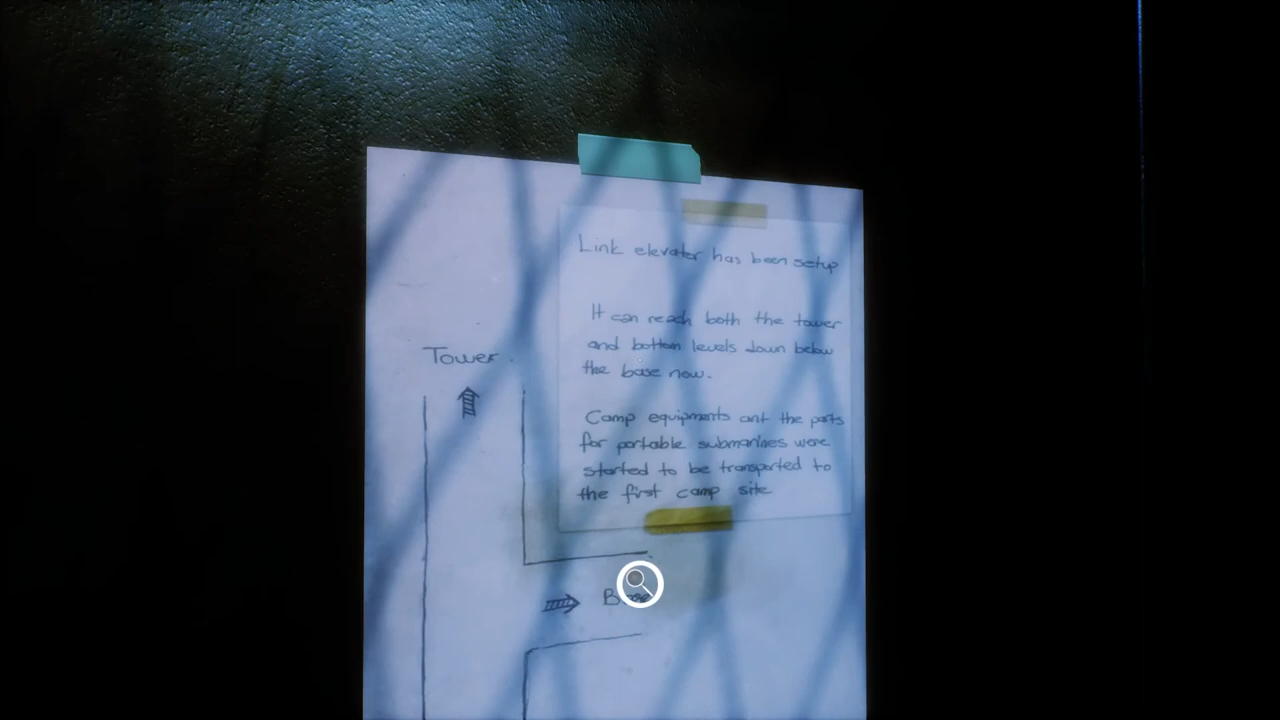 Link elevator has been setup
It can reach both the tower
and bottom levels down below
the base now.
Camp equipments ant the parts
for portable submarines were
started to be transported to
the first camp site
Tower
Base